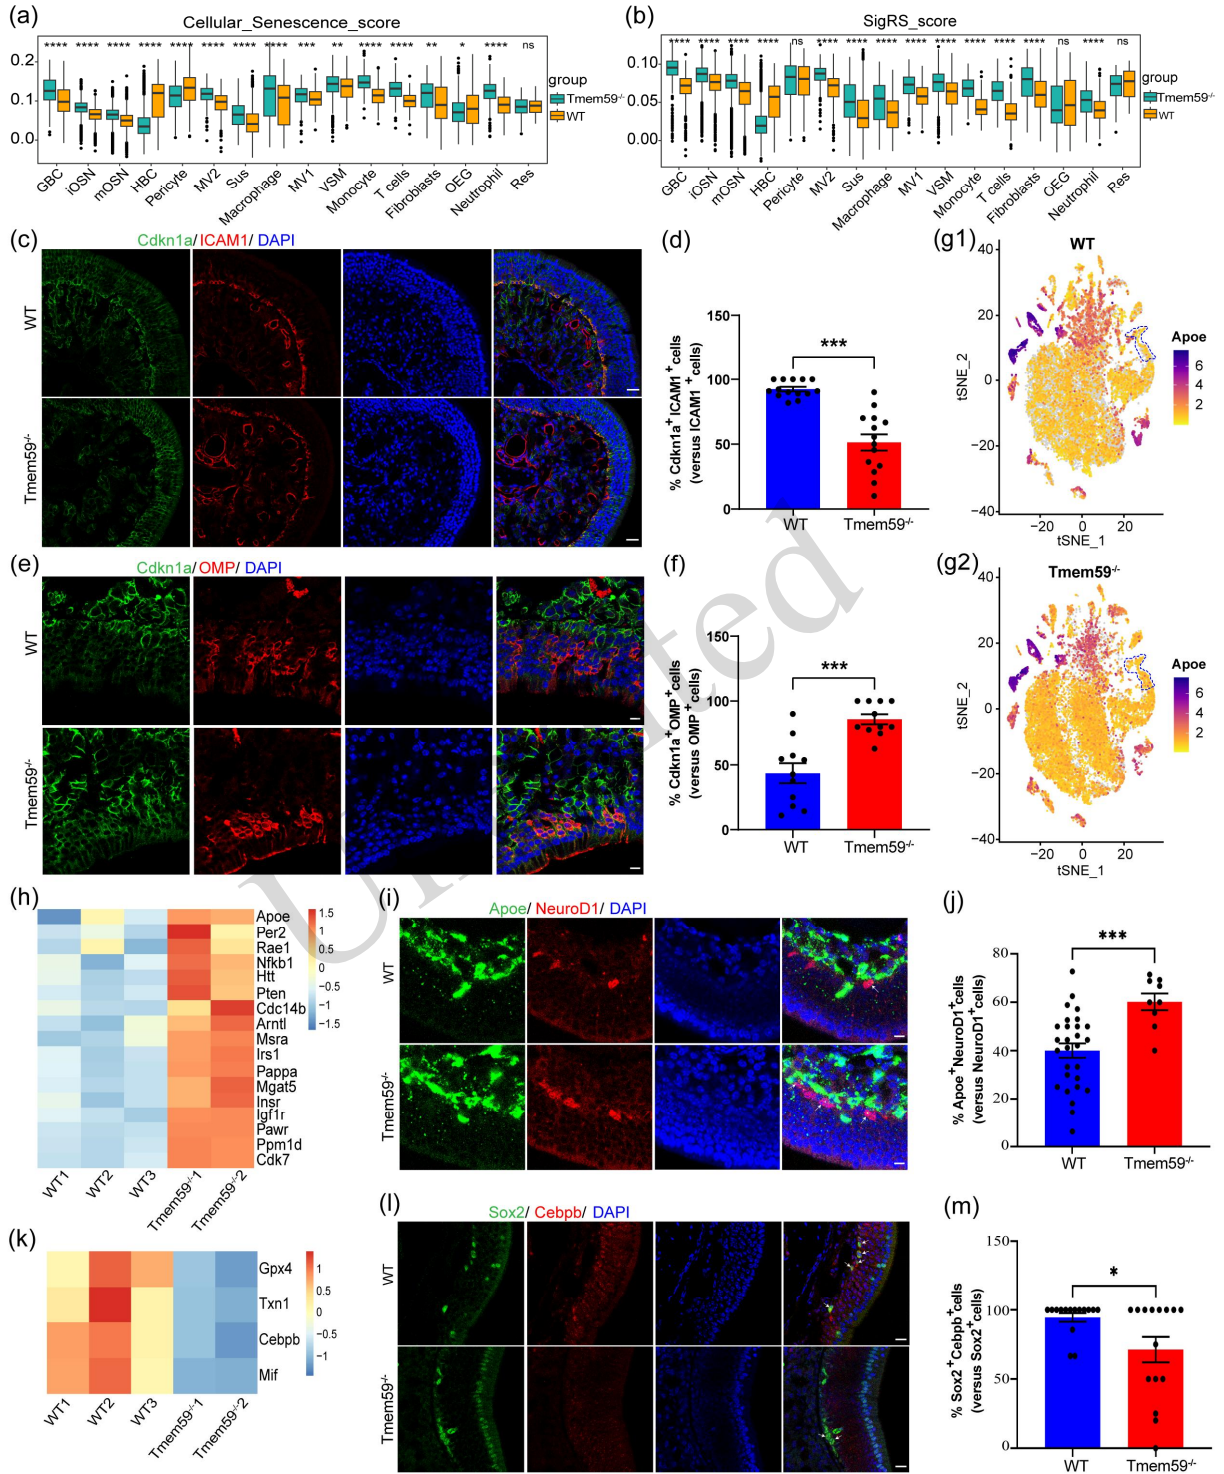 (a)
Cellular_Senescence_score
**** **** **** **** **** **** **** **** *** ** **** **** ** * **** ns
0.2
0.1
0.0
group
Tmem59-/-
WT
GBC iOSN mOSN HBC Pericyte MV2 Sus Macrophage MV1 VSM Monocyte T cells Fibroblasts OEG Neutrophil Res
(b)
SigRS_score
**** **** **** **** ns **** **** **** **** **** **** **** **** ns **** ns
0.10
0.05
0.00
group
Tmem59-/-
WT
GBC iOSN mOSN HBC Pericyte MV2 Sus Macrophage MV1 VSM Monocyte T cells Fibroblasts OEG Neutrophil Res
(c)
Cdkn1a/ ICAM1/ DAPI
WT
Tmem59-/-
(d)
% Cdkn1a+ ICAM1+cells
(versus ICAM1 +cells)
150
100
50
0
***
WT Tmem59-/-
(e)
Cdkn1a/ OMP/ DAPI
WT
Tmem59-/-
(f)
% Cdkn1a+OMP+cells
(versus OMP+cells)
150
100
50
0
***
WT Tmem59-/-
(g1)
WT
tSNE_2
40
20
0
−20
−40
−20 0 20
tSNE_1
Apoe
6
4
2
(g2)
Tmem59-/-
tSNE_2
40
20
0
−20
−40
−20 0 20
tSNE_1
Apoe
6
4
2
(h)
Apoe
Per2
Rae1
Nfkb1
Htt
Pten
Cdc14b
Arntl
Msra
Irs1
Pappa
Mgat5
Insr
Igf1r
Pawr
Ppm1d
Cdk7
1.5
1
0.5
0
−0.5
−1
−1.5
WT1 WT2 WT3 Tmem59-/-1 Tmem59-/-2
(i)
Apoe/ NeuroD1/ DAPI
WT
Tmem59-/-
(j)
% Apoe+NeuroD1+cells
(versus NeuroD1+cells)
80
60
40
20
0
***
WT Tmem59-/-
(k)
Gpx4
Txn1
Cebpb
Mif
1
0.5
0
−0.5
−1
WT1 WT2 WT3 Tmem59-/-1 Tmem59-/-2
(l)
Sox2/ Cebpb/ DAPI
WT
Tmem59-/-
(m)
% Sox2+Cebpb+cells
(versus Sox2+cells)
150
100
50
0
*
WT Tmem59-/-